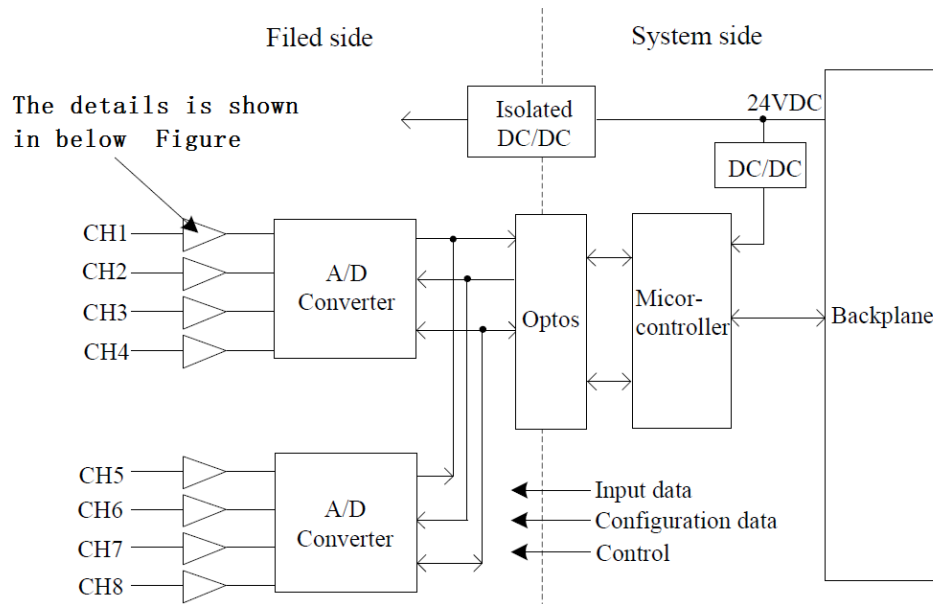 Filed side
System side
The details is shown
in below Figure
Isolated
DC/DC
24VDC
DC/DC
CH1
CH2
CH3
CH4
A/D
Converter
Optos
Micor-
controller
Backplane
CH5
CH6
CH7
CH8
A/D
Converter
Input data
Configuration data
Control